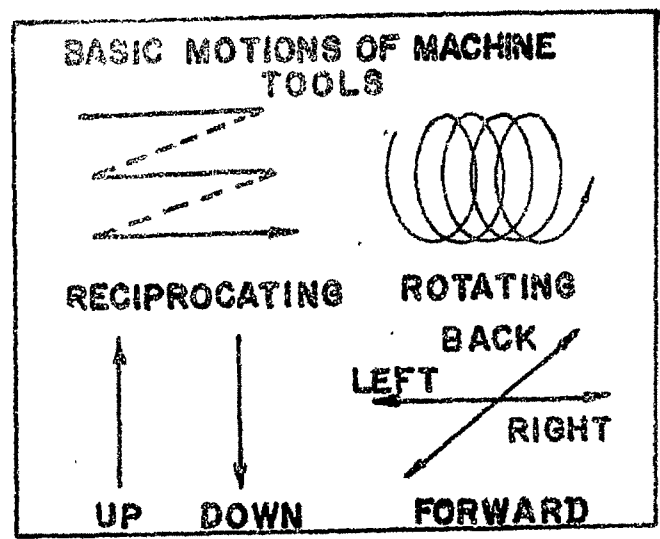 BASIC MOTIONS OF MACHINE
TOOLS
RECIPROCATING
ROTATING
BACK
LEFT
RIGHT
UP
DOWN
FORWARD